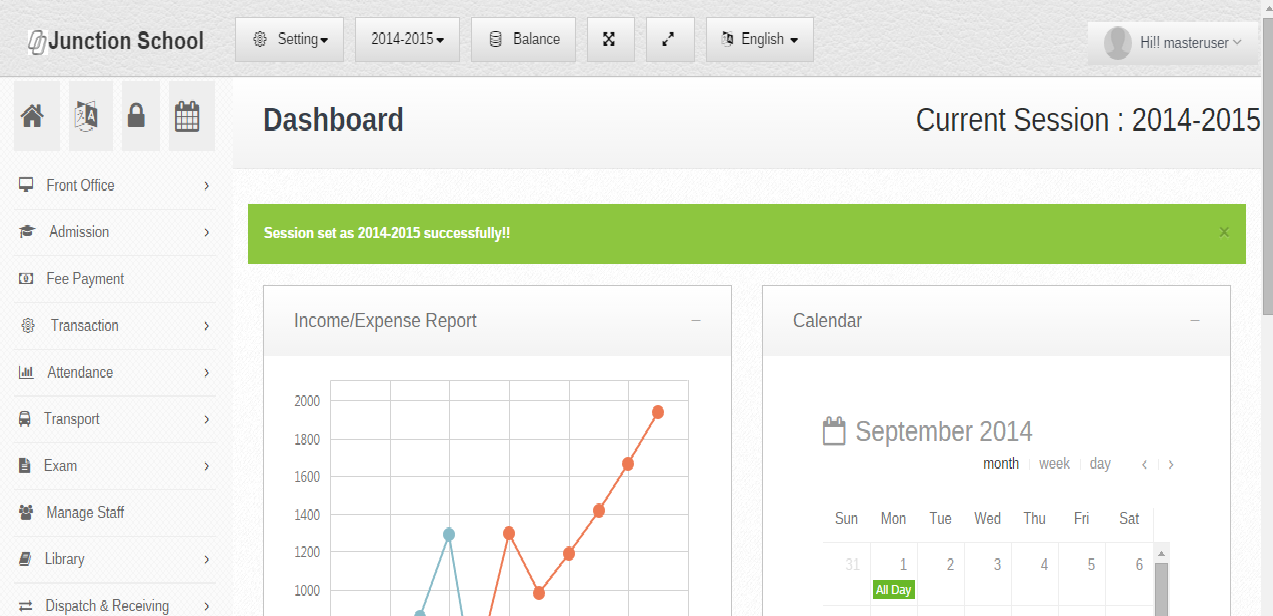 Junction School
Setting
2014-2015
Balance
English
Hi!! masteruser
A
Dashboard
Current Session : 2014-2015
Front Office
Admission
Fee Payment
Transaction
Attendance
Transport
Exam
Manage Staff
Library
Dispatch & Receiving
Session set as 2014-2015 successfully!!
×
Income/Expense Report
2000
1800
1600
1400
1200
1000
Calendar
September 2014
month week day
Sun Mon Tue Wed Thu Fri Sat
31 1 2 3 4 5 6
All Day